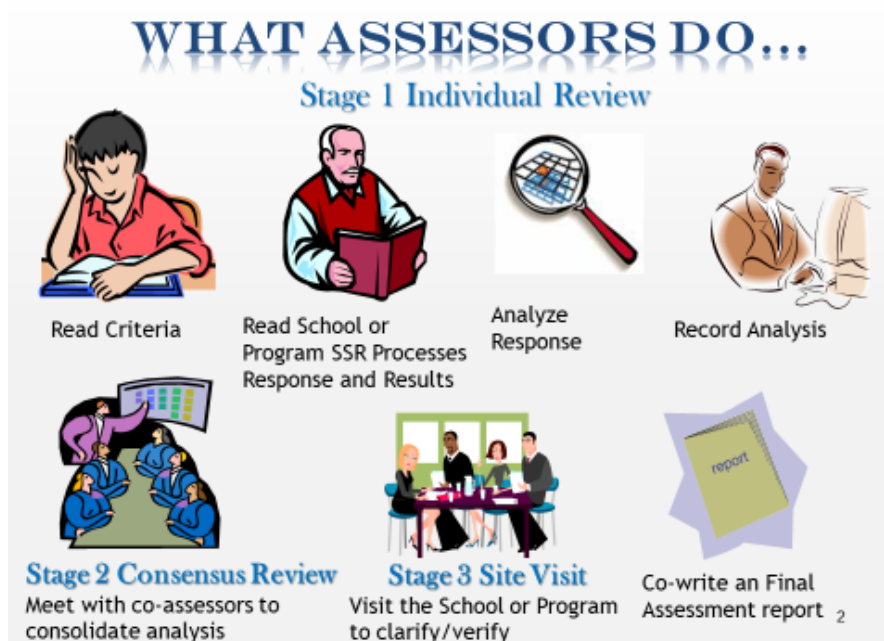 WHAT ASSESSORS DO...
Stage 1 Individual Review
Read Criteria
Read School or
Program SSR Processes
Response and Results
Analyze
Response
Record Analysis
report
Stage 2 Consensus Review
Meet with co-assessors to
consolidate analysis
Stage 3 Site Visit
Visit the School or Program
to clarify/verify
Co-write an Final
Assessment report
2